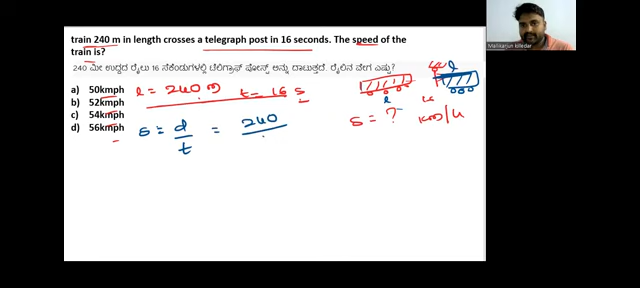 train 240 m in length crosses a telegraph post in 16 seconds. The speed of the
train is?
240 ಮೀ ಉದ್ದದ ರೈಲು 16 ಸೆಕೆಂಡುಗಳಲ್ಲಿ ಟೆಲಿಗ್ರಾಫ್ ಪೋಸ್ಟ್ ಅನ್ನು ದಾಟುತ್ತದೆ. ರೈಲಿನ ವೇಗ ಎಷ್ಟು?
a) 50kmph
b) 52kmph
c) 54kmph
d) 56kmph
l = 240 m t = 16 s
s = d/t = 240
l
l
16
s = ? km/h
Mallikarjun Killedar